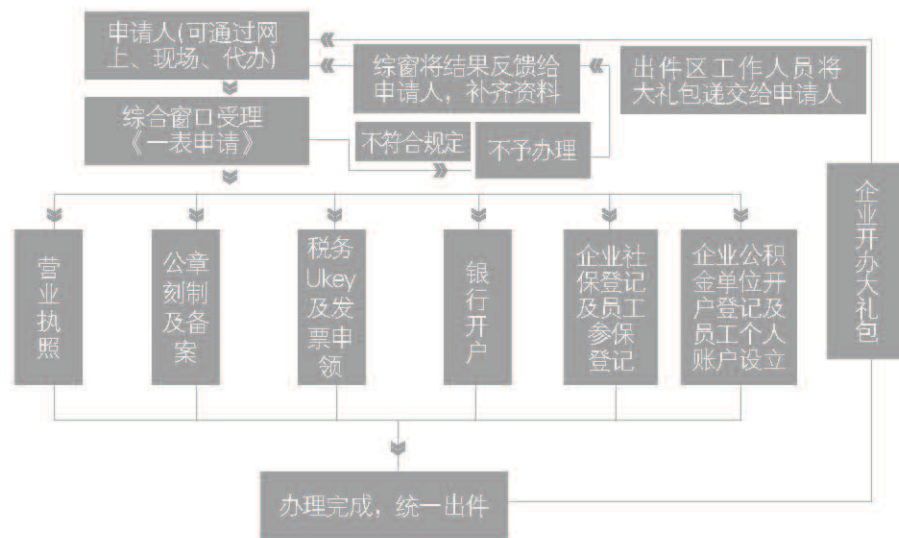 申请人(可通过网
上、现场、代办)
综窗将结果反馈给
申请人，补齐资料
出件区工作人员将
大礼包递交给申请人
综合窗口受理
《一表申请》
不符合规定
不予办理
营
业
执
照
公章
刻制
及备
案
税务
Ukey
及发
票申
领
银
行
开
户
企业社
保登记
及员工
参保
登记
企业公积
金单位开
户登记及
员工个人
账户设立
企
业
开
办
大
礼
包
办理完成，统一出件